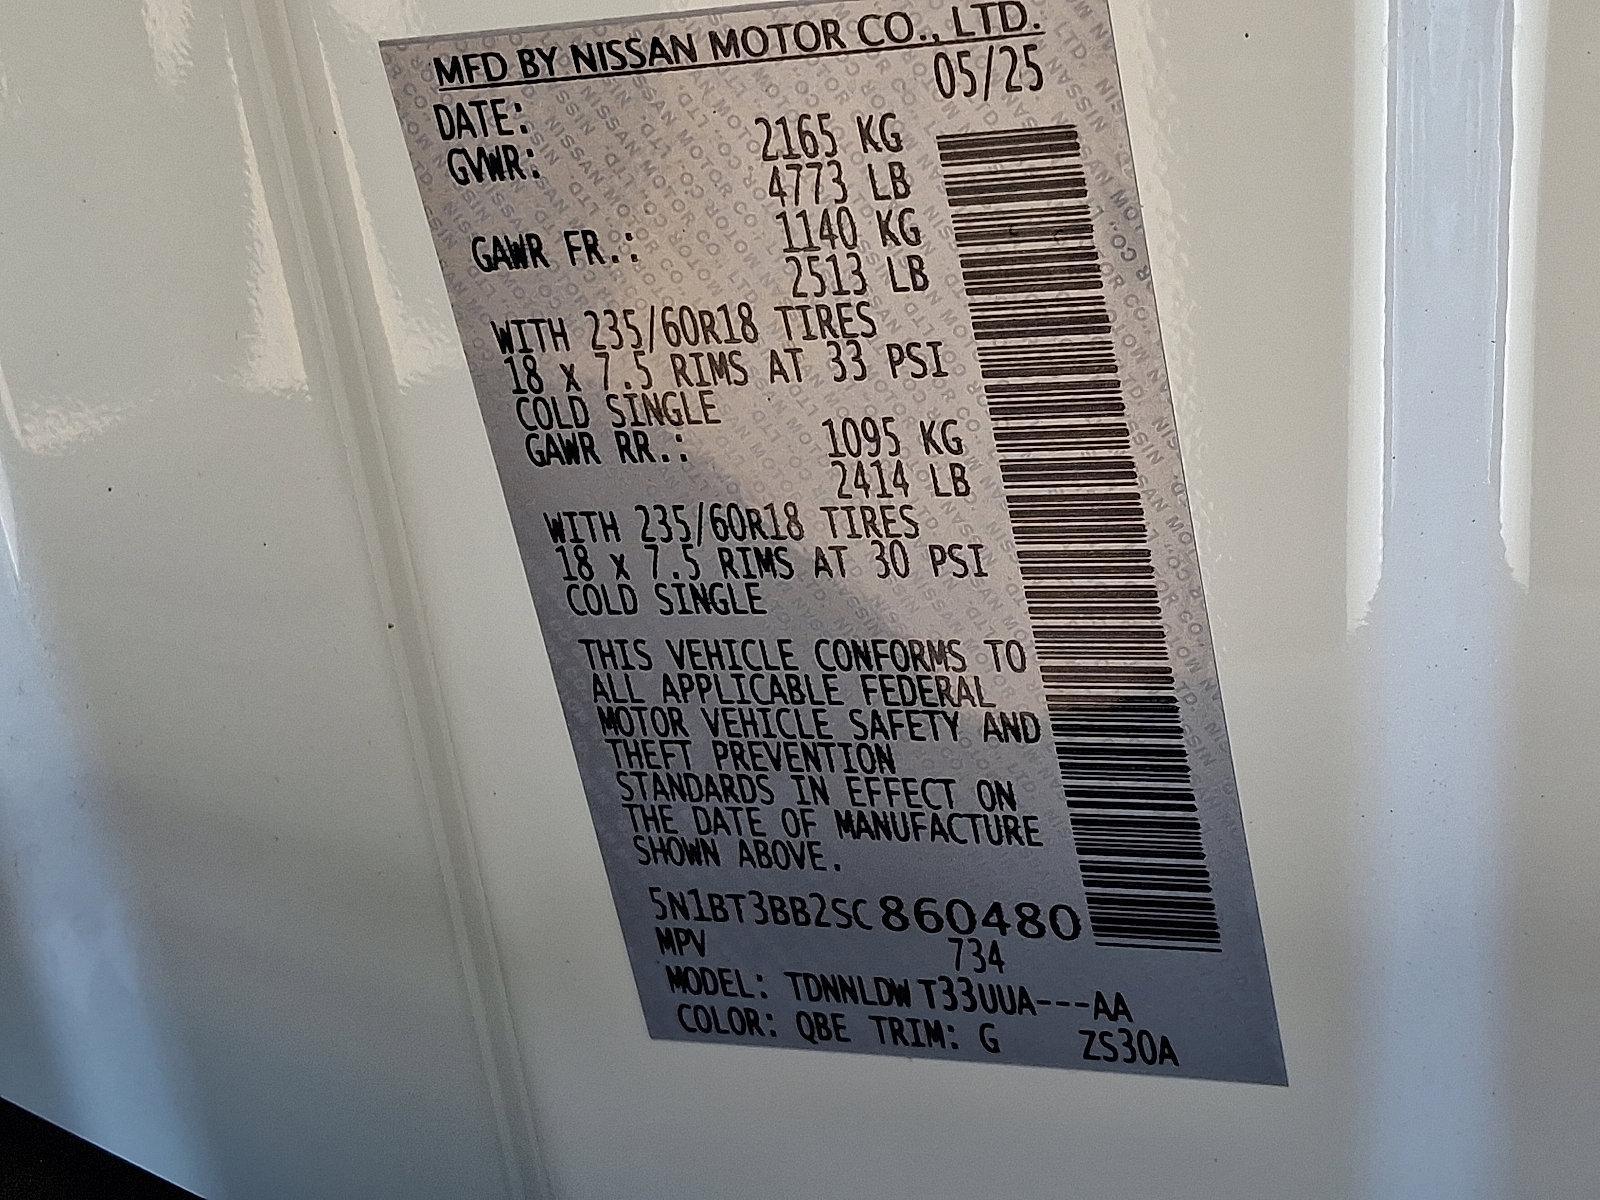 MFD BY NISSAN MOTOR CO., LTD.
DATE: 05/25
GVWR: 2165 KG
4773 LB
GAWR FR.: 1140 KG
2513 LB
WITH 235/60R18 TIRES
18 x 7.5 RIMS AT 33 PSI
COLD SINGLE
GAWR RR.: 1095 KG
2414 LB
WITH 235/60R18 TIRES
18 x 7.5 RIMS AT 30 PSI
COLD SINGLE
THIS VEHICLE CONFORMS TO
ALL APPLICABLE FEDERAL
MOTOR VEHICLE SAFETY AND
THEFT PREVENTION
STANDARDS IN EFFECT ON
THE DATE OF MANUFACTURE
SHOWN ABOVE.
5N1BT3BB2SC860480
MPV 734
MODEL: TDNNLDWT33UUA---AA
COLOR: QBE TRIM: G ZS30A